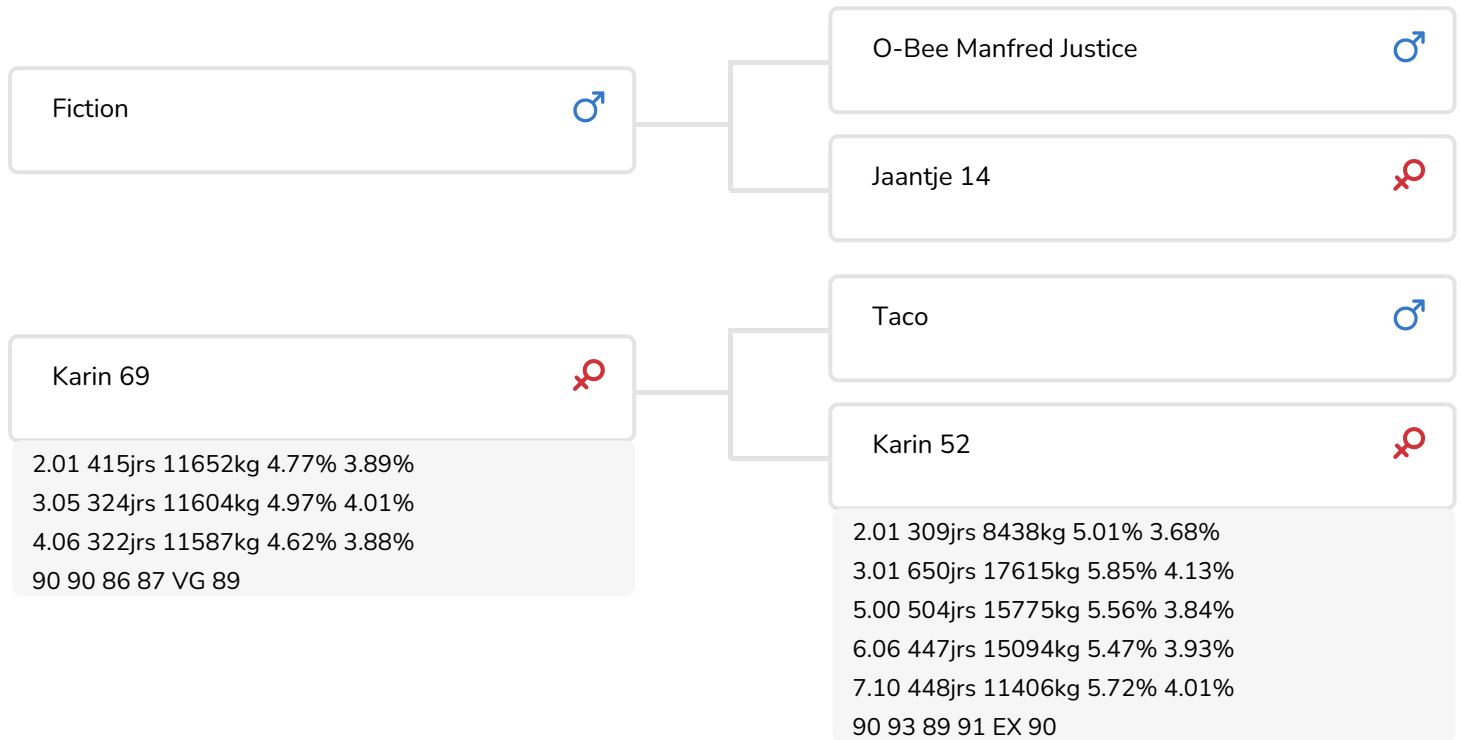 O-Bee Manfred Justice
Fiction
Jaantje 14
Taco
Karin 69
2.01 415jrs 11652kg 4.77% 3.89%
3.05 324jrs 11604kg 4.97% 4.01%
4.06 322jrs 11587kg 4.62% 3.88%
90 90 86 87 VG 89
Karin 52
2.01 309jrs 8438kg 5.01% 3.68%
3.01 650jrs 17615kg 5.85% 4.13%
5.00 504jrs 15775kg 5.56% 3.84%
6.06 447jrs 15094kg 5.47% 3.93%
7.10 448jrs 11406kg 5.72% 4.01%
90 93 89 91 EX 90